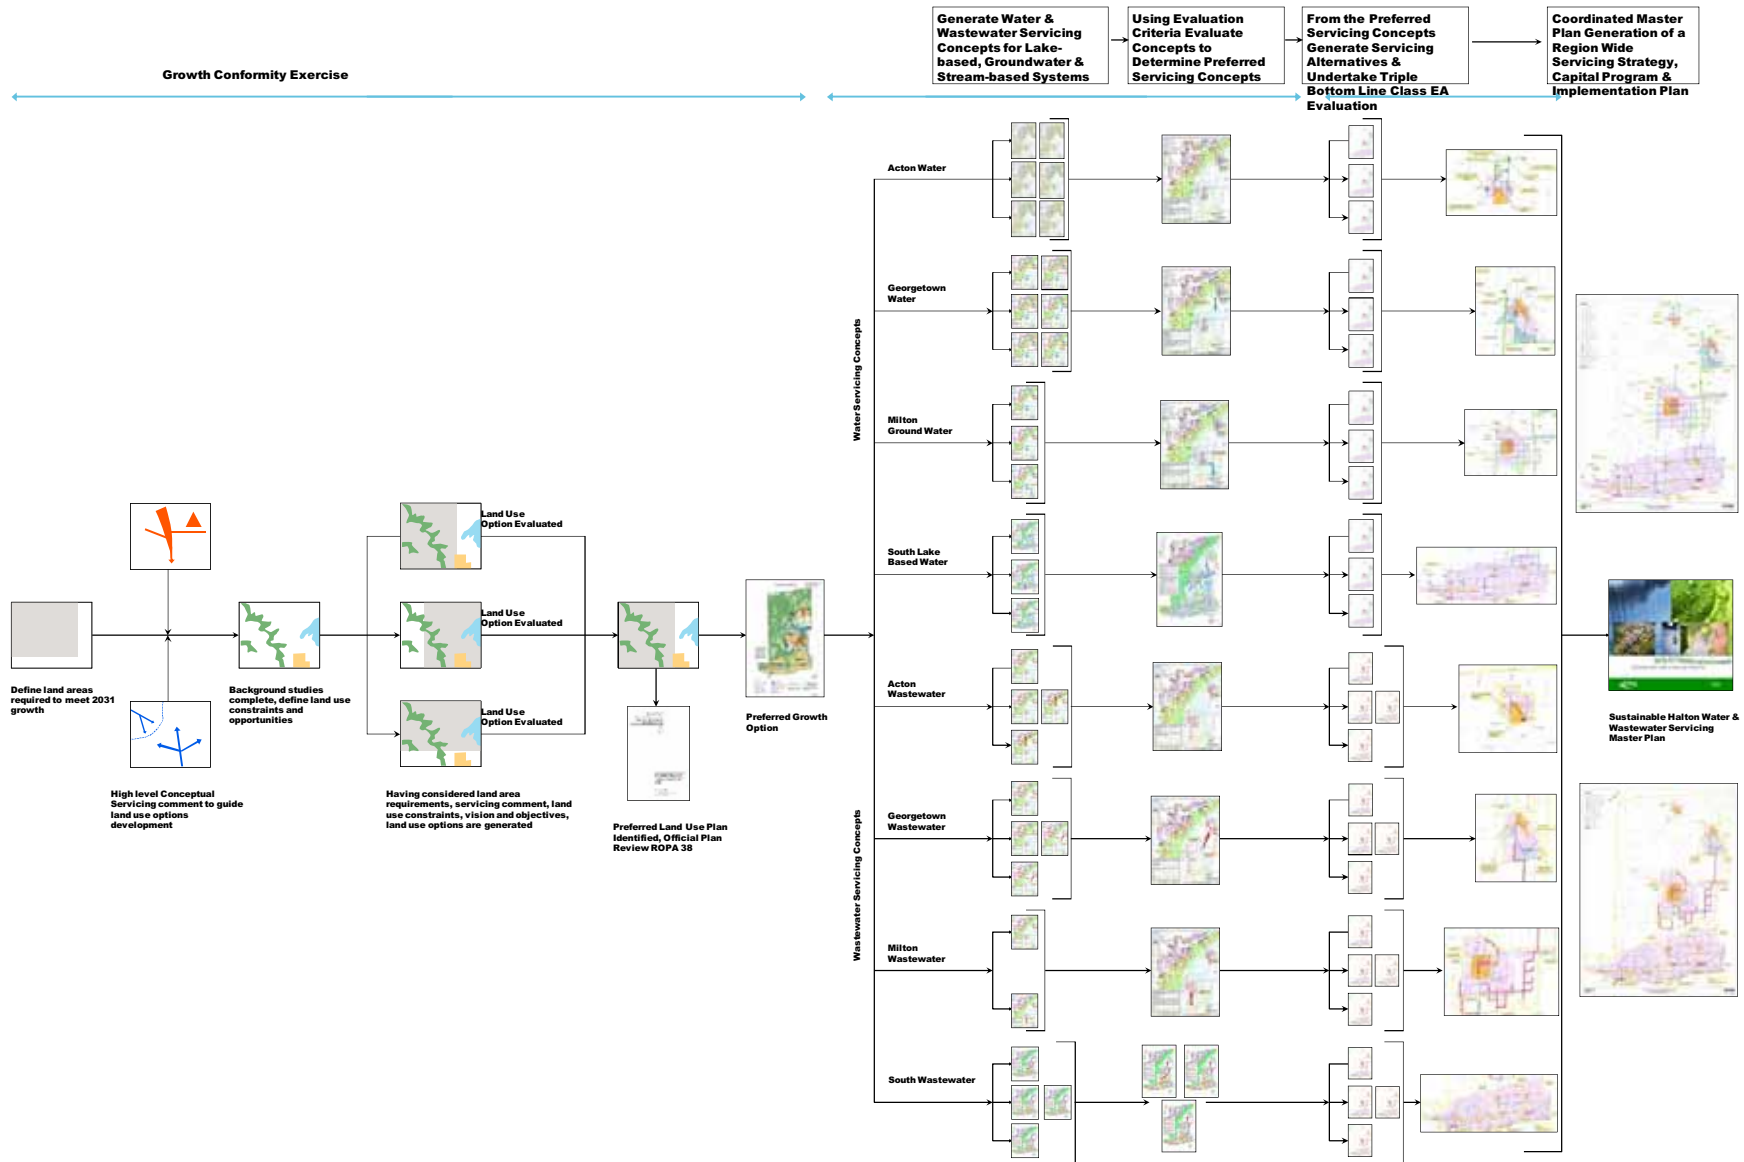 Generate Water &
Wastewater Servicing
Concepts for Lake-
based, Groundwater &
Stream-based Systems
Using Evaluation
Criteria Evaluate
Concepts to
Determine Preferred
Servicing Concepts
From the Preferred
Servicing Concepts
Generate Servicing
Alternatives &
Undertake Triple
Bottom Line Class EA
Evaluation
Coordinated Master
Plan Generation of a
Region Wide
Servicing Strategy,
Capital Program &
Implementation Plan
Growth Conformity Exercise
Water Servicing Concepts
Acton Water
Georgetown
Water
Milton
Ground Water
South Lake
Based Water
Wastewater Servicing Concepts
Acton
Wastewater
Georgetown
Wastewater
Milton
Wastewater
South Wastewater
Land Use
Option Evaluated
Land Use
Option Evaluated
Land Use
Option Evaluated
Define land areas
required to meet 2031
growth
High level Conceptual
Servicing comment to guide
land use options
development
Background studies
complete, define land use
constraints and
opportunities
Having considered land area
requirements, servicing comment, land
use constraints, vision and objectives,
land use options are generated
Preferred Land Use Plan
Identified, Official Plan
Review ROPA 38
Preferred Growth
Option
Sustainable Halton Water &
Wastewater Servicing
Master Plan